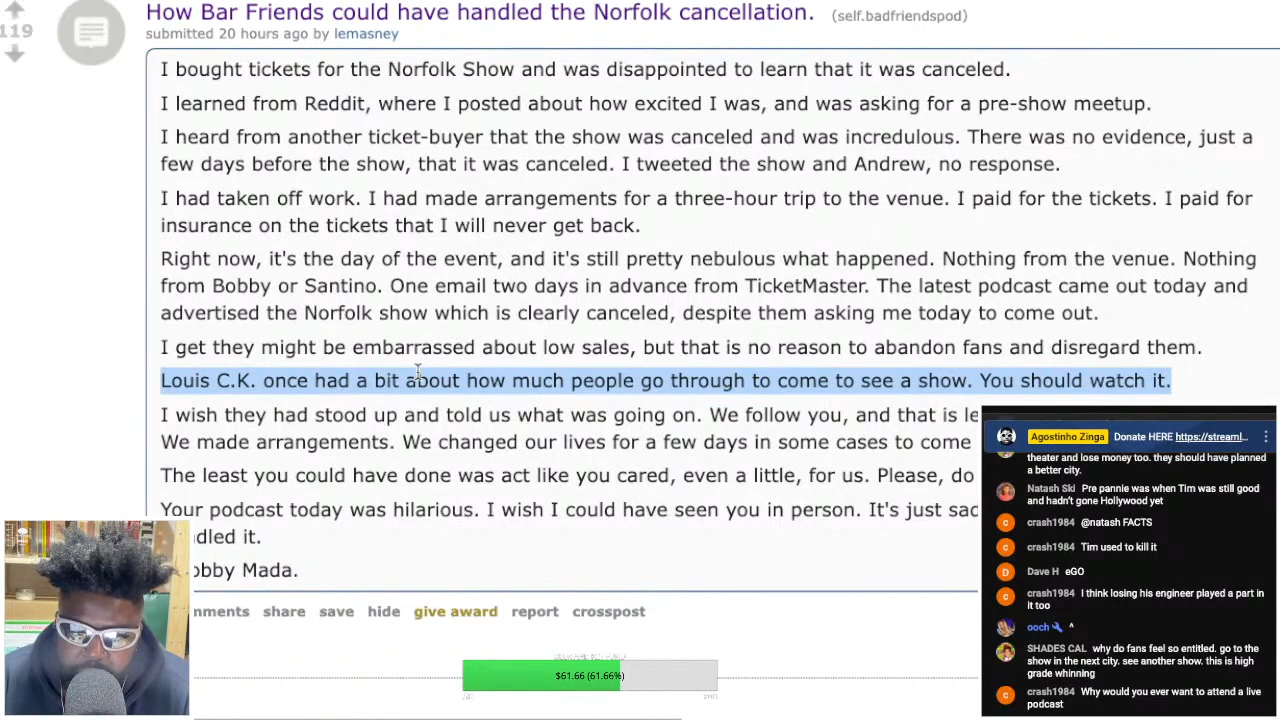 How Bar Friends could have handled the Norfolk cancellation. (self.badfriendspod)
119
submitted 20 hours ago by lemasney
I bought tickets for the Norfolk Show and was disappointed to learn that it was canceled.
I learned from Reddit, where I posted about how excited I was, and was asking for a pre-show meetup.
I heard from another ticket-buyer that the show was canceled and was incredulous. There was no evidence, just a
few days before the show, that it was canceled. I tweeted the show and Andrew, no response.
I had taken off work. I had made arrangements for a three-hour trip to the venue. I paid for the tickets. I paid for
insurance on the tickets that I will never get back.
Right now, it's the day of the event, and it's still pretty nebulous what happened. Nothing from the venue. Nothing
from Bobby or Santino. One email two days in advance from TicketMaster. The latest podcast came out today and
advertised the Norfolk show which is clearly canceled, despite them asking me today to come out.
I get they might be embarrassed about low sales, but that is no reason to abandon fans and disregard them.
Louis C.K. once had a bit about how much people go through to come to see a show. You should watch it.
I wish they had stood up and told us what was going on. We follow you, and that is le
We made arrangements. We changed our lives for a few days in some cases to come
The least you could have done was act like you cared, even a little, for us. Please, do
Your podcast today was hilarious. I wish I could have seen you in person. It's just sad
dled it.
obby Mada.
nments share save hide give award report crosspost
$61.66 (61.66%)
Agostinho Zinga Donate HERE https://streaml...
theater and lose money too. they should have planned
a better city.
Natash Ski Pre pannie was when Tim was still good
and hadn't gone Hollywood yet
crash1984 @natash FACTS
crash1984 Tim used to kill it
Dave H eGO
crash1984 I think losing his engineer played a part in
it too
ooch ^
SHADES CAL why do fans feel so entitled. go to the
show in the next city. see another show. this is high
grade whinning
crash1984 Why would you ever want to attend a live
podcast